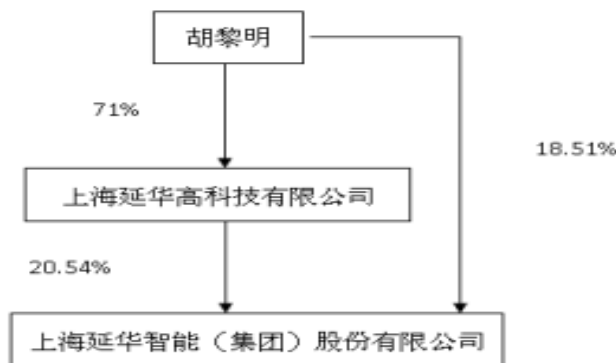 胡黎明
71%
18.51%
上海延华高科技有限公司
20.54%
上海延华智能（集团）股份有限公司